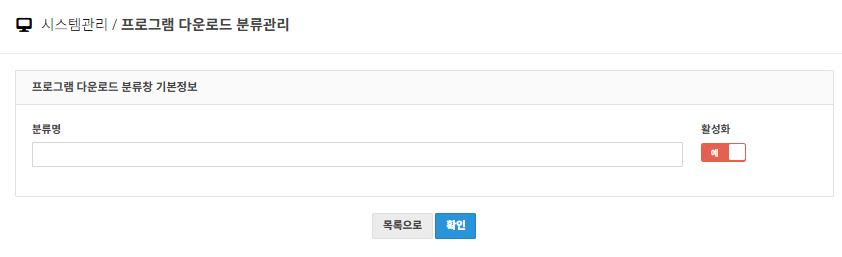 시스템관리 / 프로그램 다운로드 분류관리
프로그램 다운로드 분류창 기본정보
분류명
활성화
예
목록으로
확인